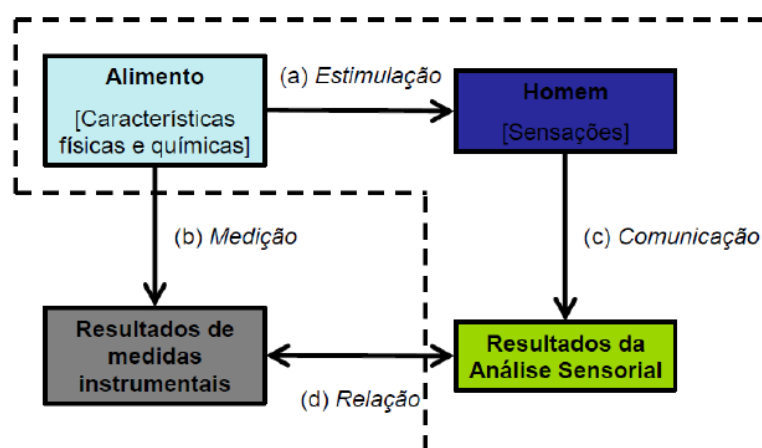 Alimento
[Características
físicas e químicas]
(a) Estimulação
Homem
[Sensações]
(b) Medição
(c) Comunicação
Resultados de
medidas
instrumentais
(d) Relação
Resultados da
Análise Sensorial